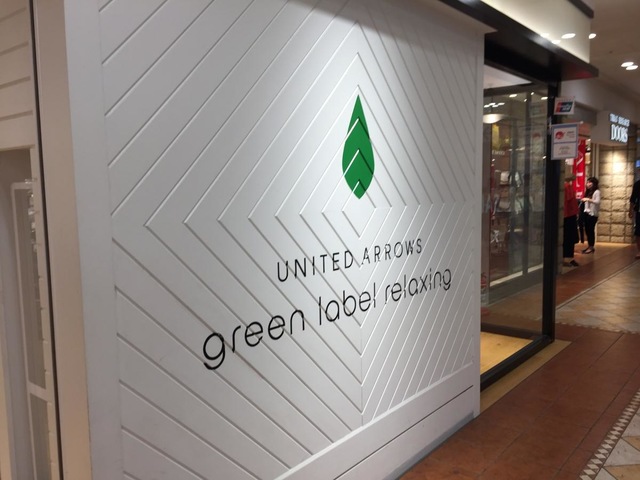 UNITED ARROWS
green label relaxing
DOORS